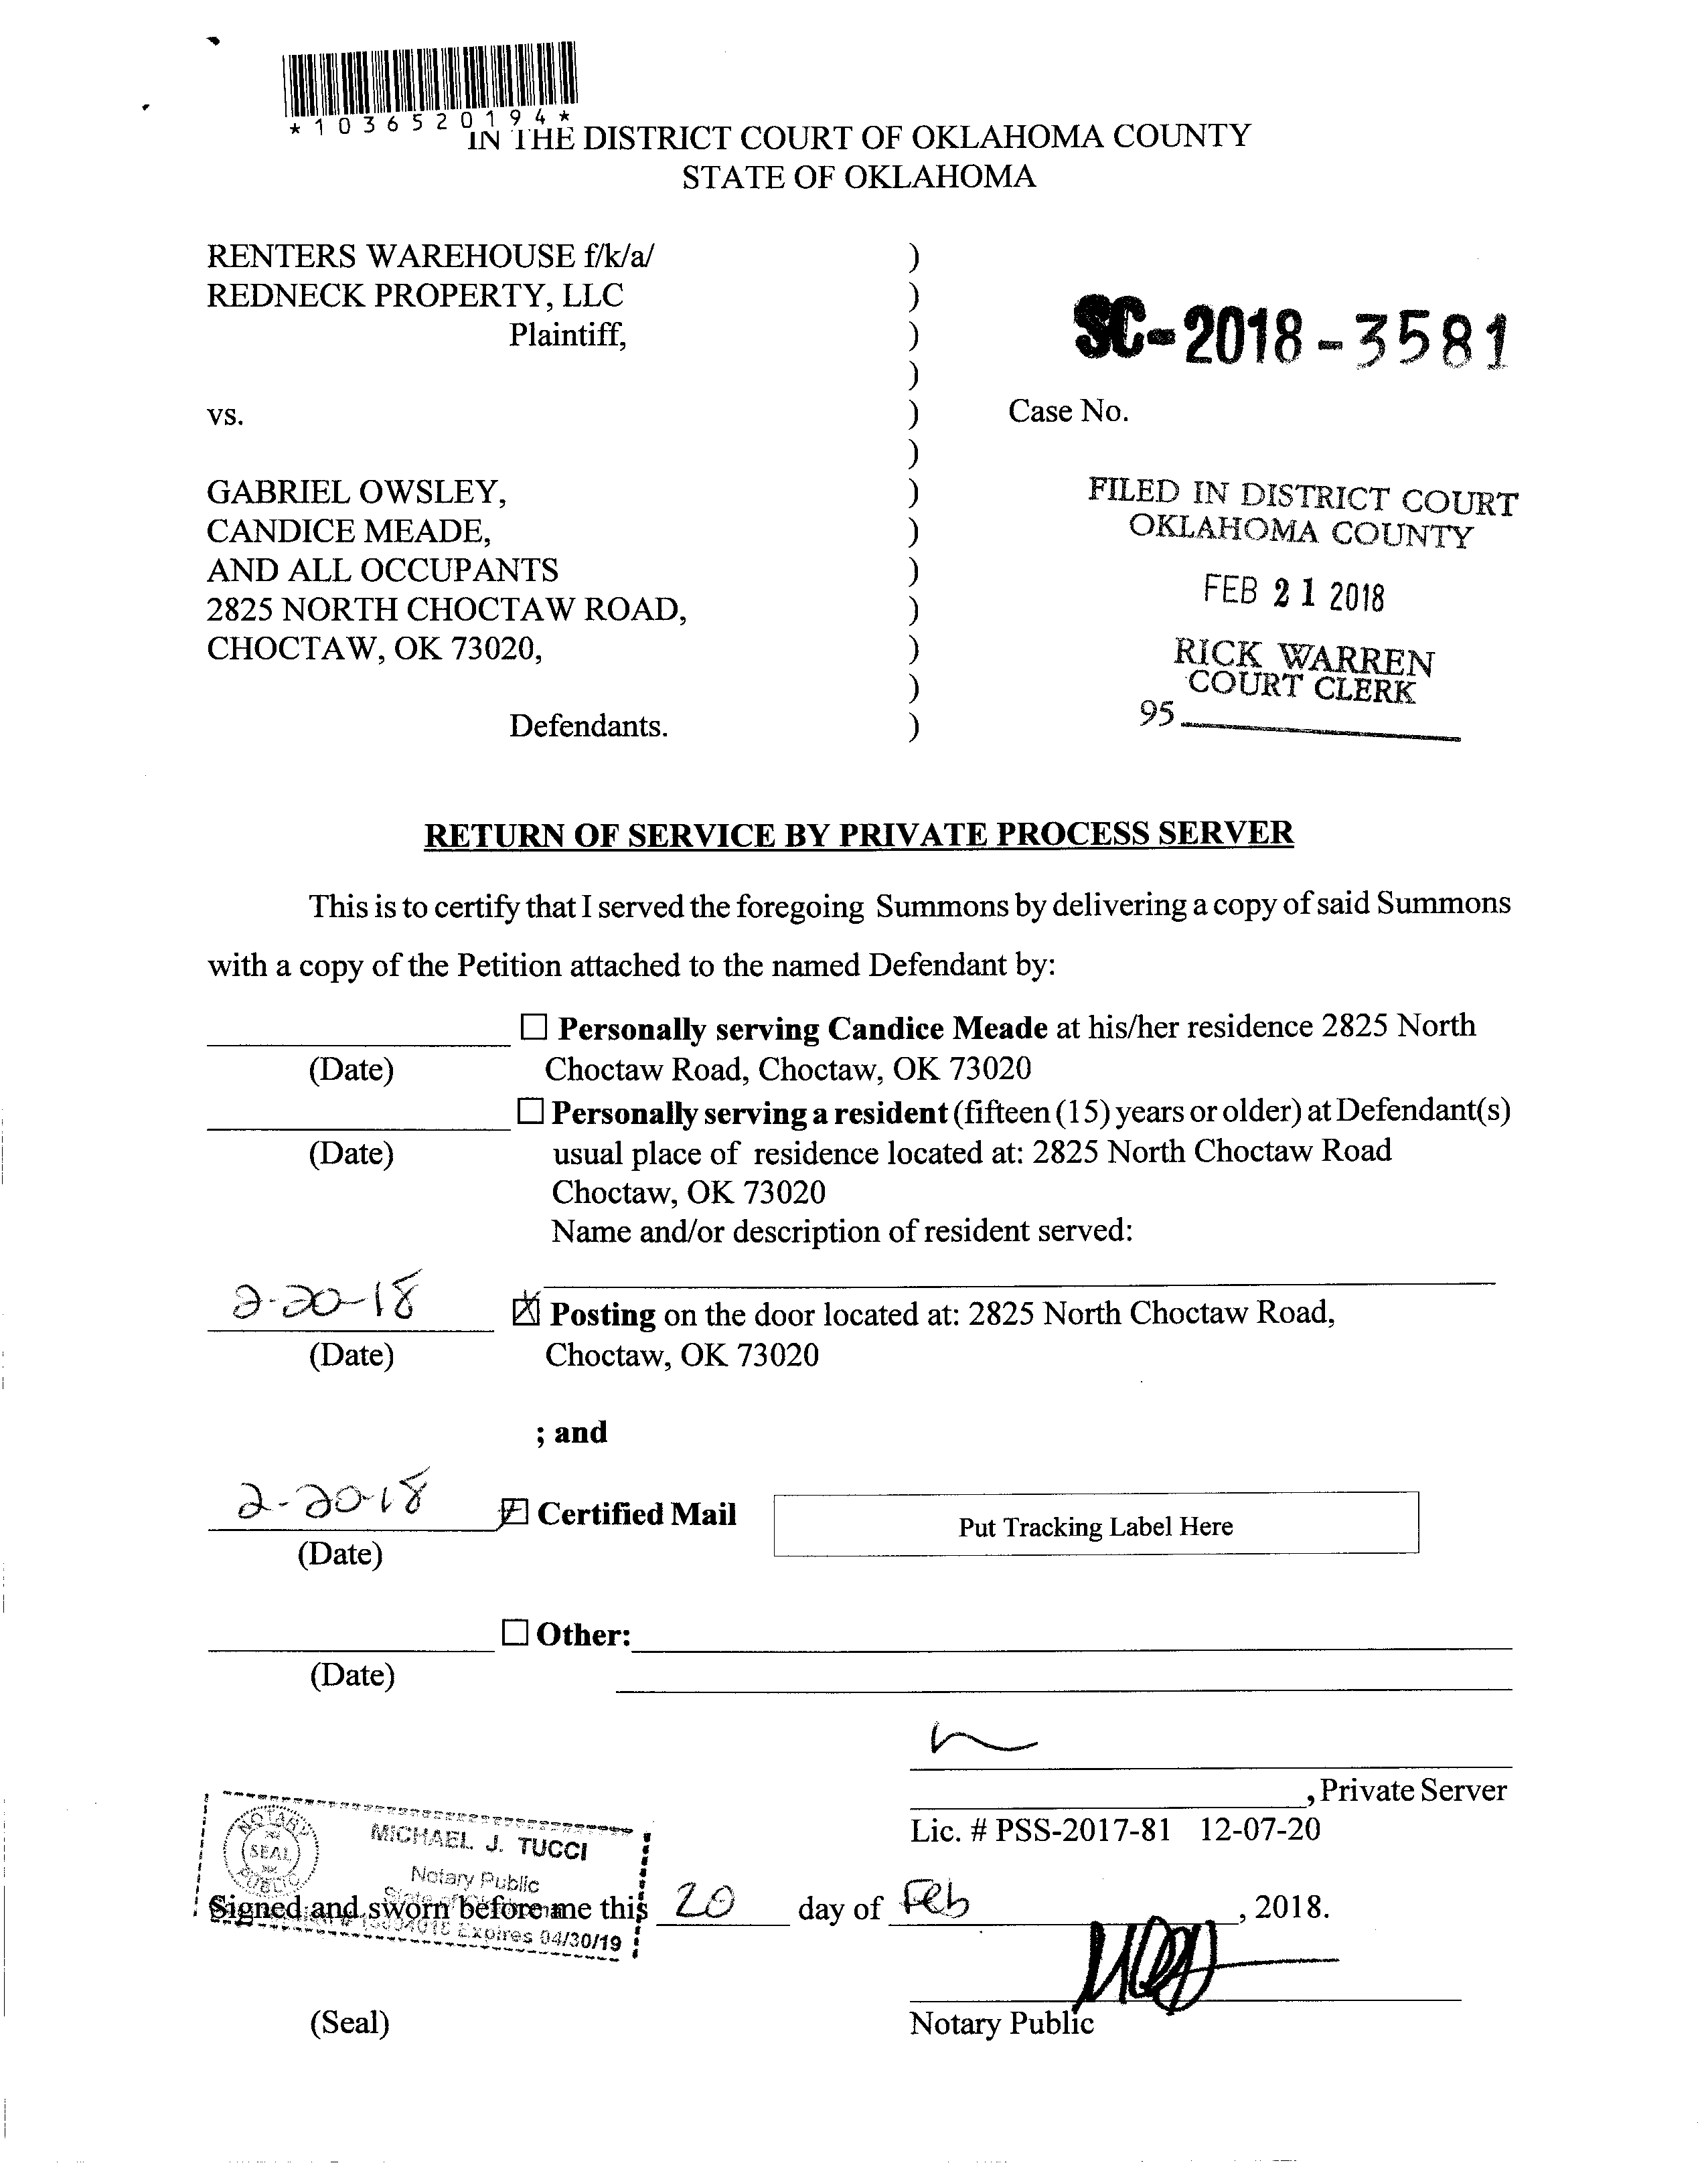 *1036520194*
IN THE DISTRICT COURT OF OKLAHOMA COUNTY
STATE OF OKLAHOMA
RENTERS WAREHOUSE f/k/a/
REDNECK PROPERTY, LLC
Plaintiff,
SC-2018-3581
vs.
Case No.
GABRIEL OWSLEY,
CANDICE MEADE,
AND ALL OCCUPANTS
2825 NORTH CHOCTAW ROAD,
CHOCTAW, OK 73020,
Defendants.
)
)
)
)
)
)
)
)
)
)
)
)
)
FILED IN DISTRICT COURT
OKLAHOMA COUNTY
FEB 21 2018
RICK WARREN
COURT CLERK
95
RETURN OF SERVICE BY PRIVATE PROCESS SERVER
This is to certify that I served the foregoing Summons by delivering a copy of said Summons
with a copy of the Petition attached to the named Defendant by:
☐ Personally serving Candice Meade at his/her residence 2825 North
(Date) Choctaw Road, Choctaw, OK 73020
☐ Personally serving a resident (fifteen (15) years or older) at Defendant(s)
(Date) usual place of residence located at: 2825 North Choctaw Road
Choctaw, OK 73020
Name and/or description of resident served:
2-20-18 ☒ Posting on the door located at: 2825 North Choctaw Road,
(Date) Choctaw, OK 73020
; and
2-20-18 ☒ Certified Mail Put Tracking Label Here
(Date)
☐ Other:
(Date)
, Private Server
Lic. # PSS-2017-81 12-07-20
NOTARY PUBLIC
SEAL
MICHAEL J. TUCCI
Notary Public
Expires 04/30/19
Signed and sworn before me this 20 day of Feb, 2018.
(Seal) Notary Public